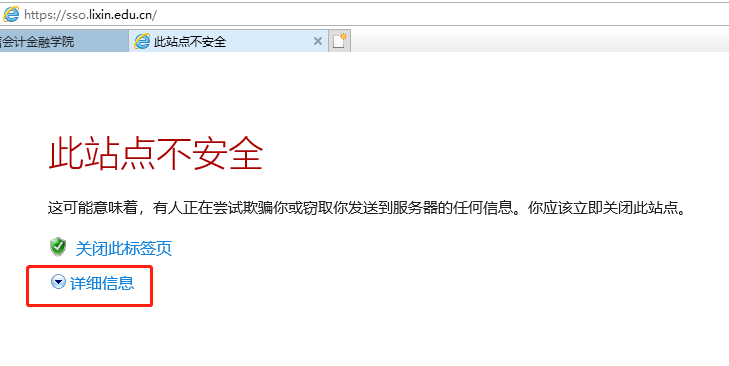 https://sso.lixin.edu.cn/
会计金融学院
此站点不安全
此站点不安全
这可能意味着，有人正在尝试欺骗你或窃取你发送到服务器的任何信息。你应该立即关闭此站点。
关闭此标签页
详细信息